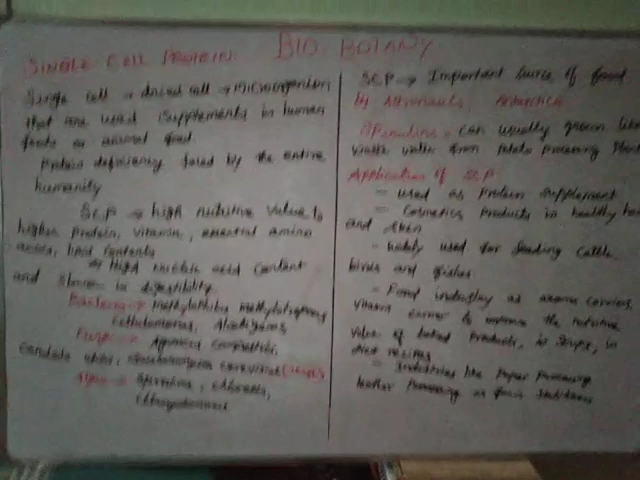 BIO BOTANY
SINGLE CELL PROTEIN
Single cell → dried cell → Microorganism
that are used supplements in human
foods or animal feed
Protein deficiency faced by the entire
humanity
SCP → high nutritive value to
higher protein, vitamin, essential amino
acids, lipid contents
High nucleic acid content
and slower in digestibility
Bacteria → Methylophilus methylotrophus
Cellulomonas, Alcaligenes
Fungi →
Candida utilis, Saccharomyces cerevisiae
Algae → Spirulina, chlorella,
Chlamydomonas
SCP → Important Source of food
by Astronauts, Antarctica
Spirulina → can usually grown like
waste water from potato processing plant
Application of SCP
= used as protein supplement
= Cosmetics Products in healthy hair
and skin
= widely used for feeding cattle
birds and fishes
= Food industry as aroma carriers,
vitamin carrier to improve the nutritive
value of baked products, in soups, in
diet recipes
= Industries like paper processing
leather processing as foam stabilizers